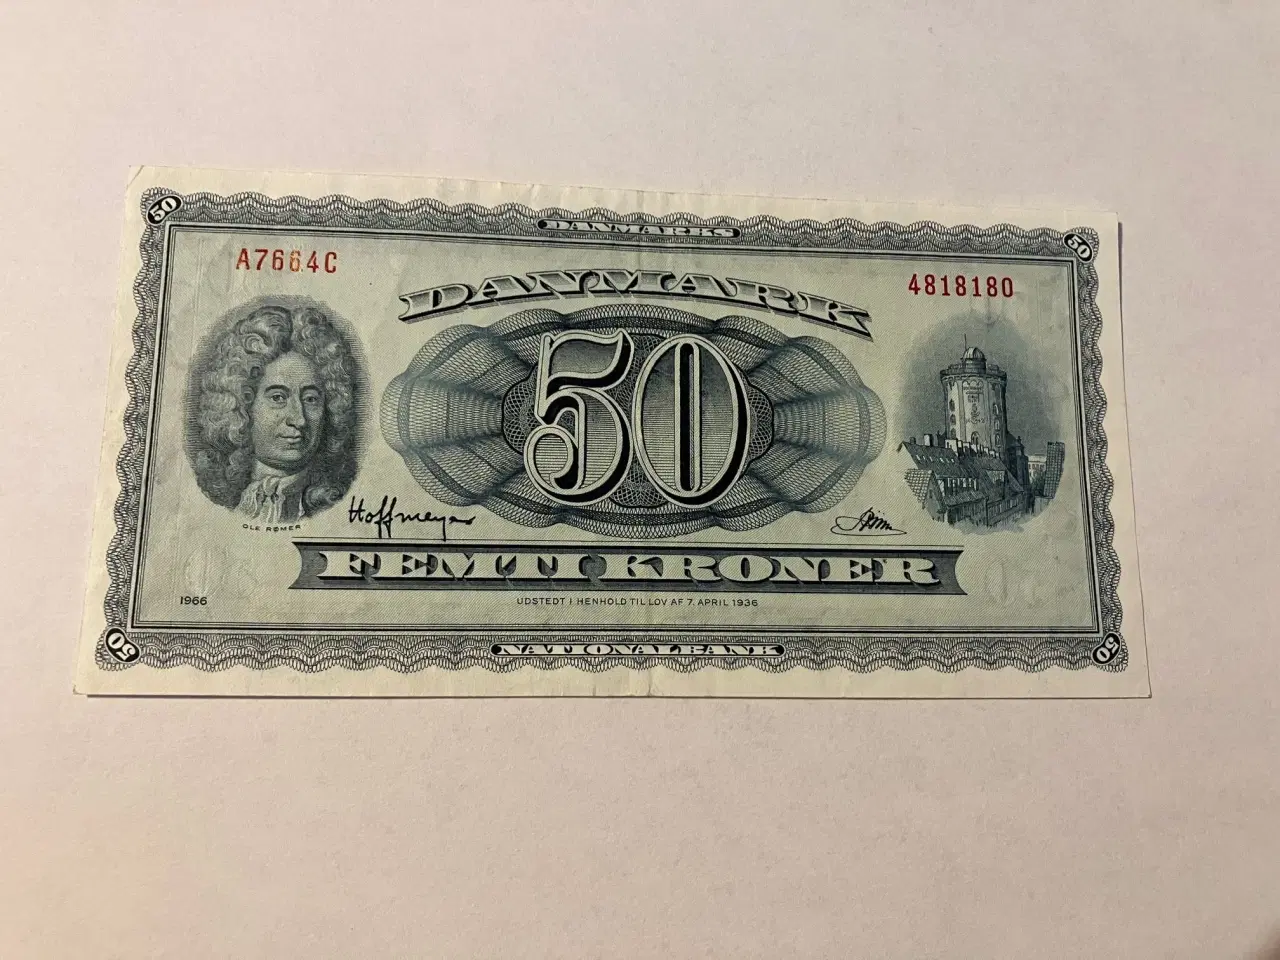 50
DANMARKS
50
A7664C
DANMARK
4818180
50
OLE RØMER
Hoffmeyer
FEMTI KRONER
1966
UDSTEDT I HENHOLD TIL LOV AF 7. APRIL 1936
50
NATIONALBANK
50